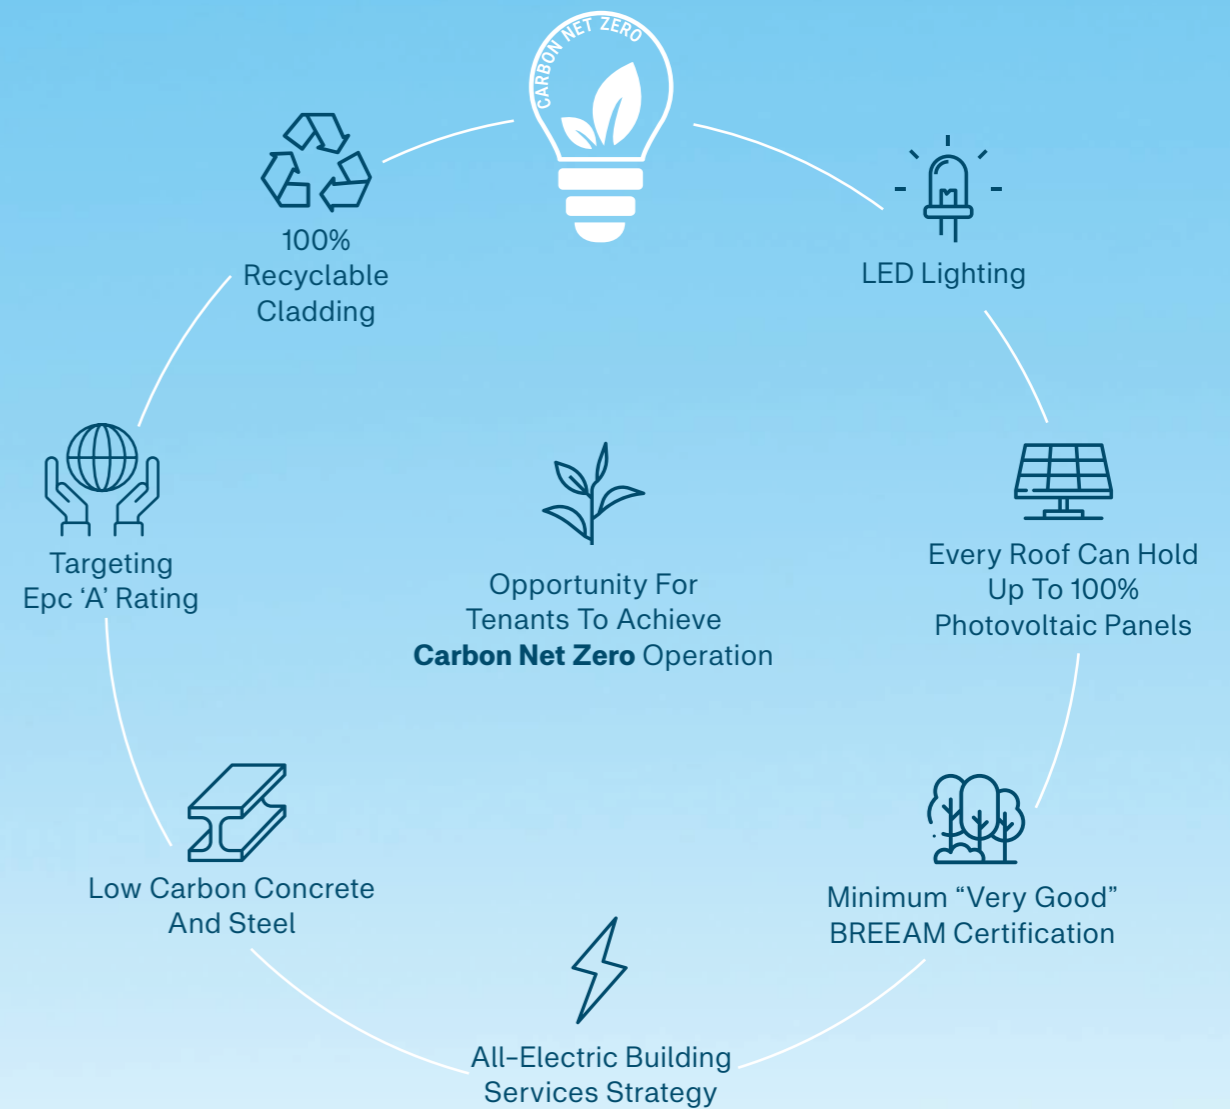 CARBON NET ZERO
100%
Recyclable
Cladding
LED Lighting
Targeting
Epc ‘A’ Rating
Opportunity For
Tenants To Achieve
Carbon Net Zero Operation
Every Roof Can Hold
Up To 100%
Photovoltaic Panels
Low Carbon Concrete
And Steel
Minimum “Very Good”
BREEAM Certification
All–Electric Building
Services Strategy